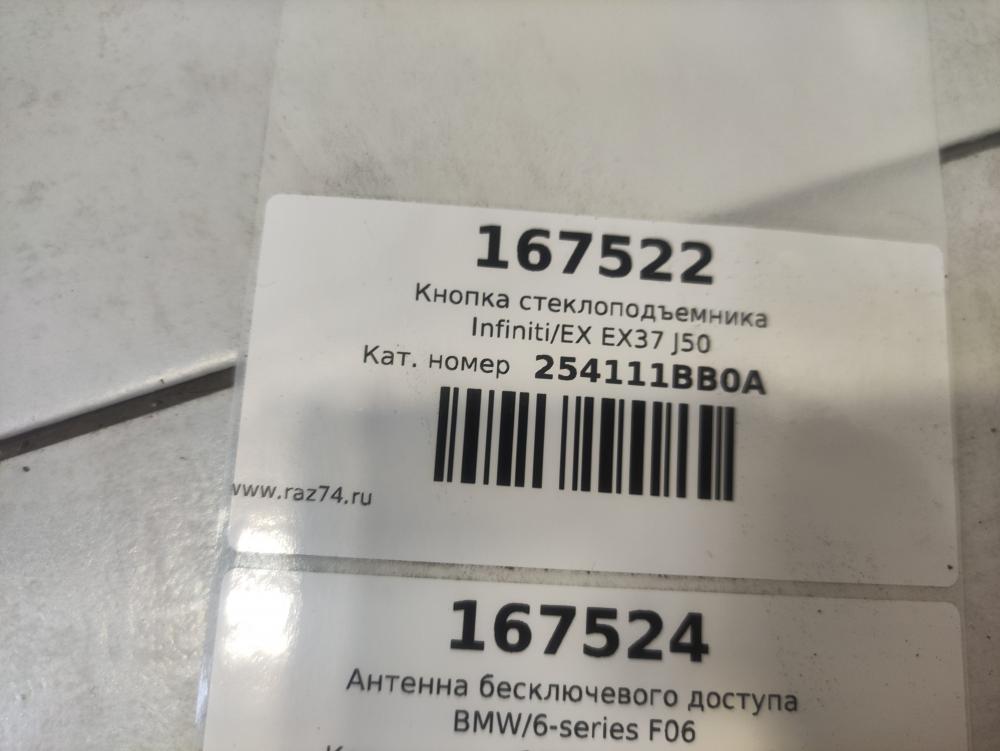 167522
Кнопка стеклоподъемника
Infiniti/EX EX37 J50
Кат. номер 254111BB0A
www.raz74.ru
167524
Антенна бесключевого доступа
BMW/6-series F06